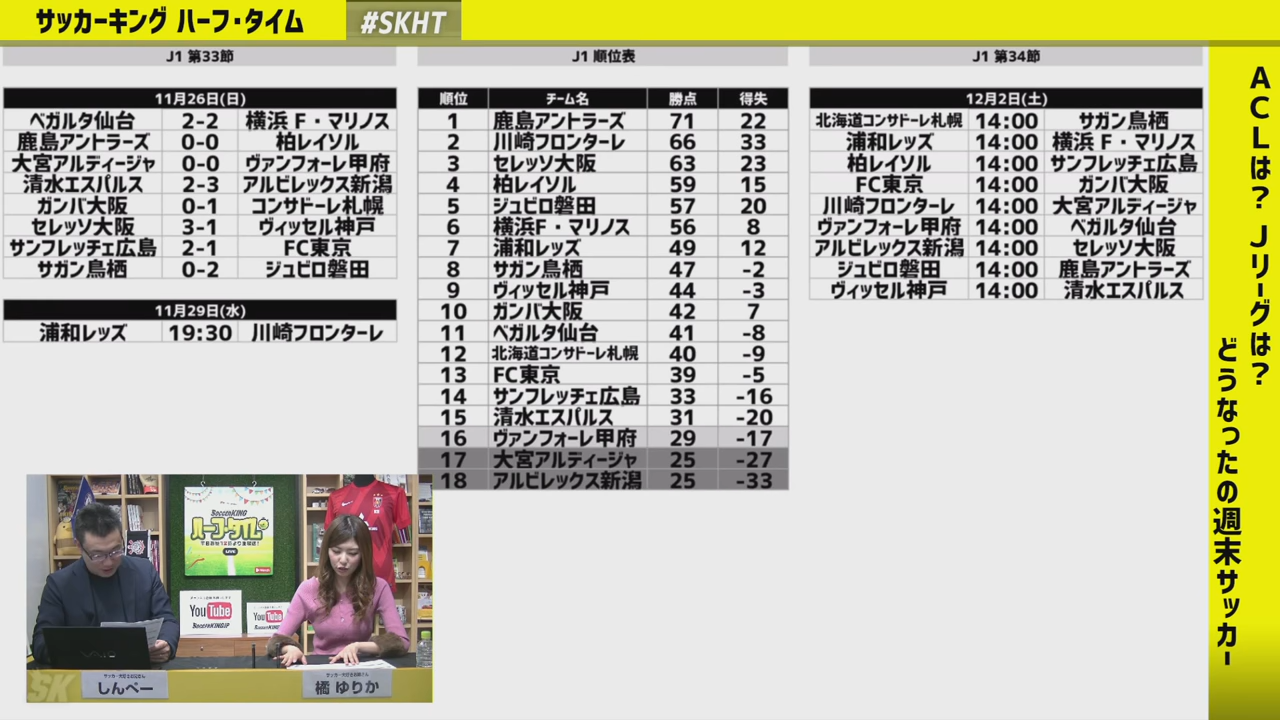 サッカーキング ハーフ・タイム #SKHT
J1 第33節
11月26日(日)
ベガルタ仙台 2-2 横浜 F・マリノス
鹿島アントラーズ 0-0 柏レイソル
大宮アルディージャ 0-0 ヴァンフォーレ甲府
清水エスパルス 2-3 アルビレックス新潟
ガンバ大阪 0-1 コンサドーレ札幌
セレッソ大阪 3-1 ヴィッセル神戸
サンフレッチェ広島 2-1 FC東京
サガン鳥栖 0-2 ジュビロ磐田
11月29日(水)
浦和レッズ 19:30 川崎フロンターレ
J1 順位表
順位 チーム名 勝点 得失
1 鹿島アントラーズ 71 22
2 川崎フロンターレ 66 33
3 セレッソ大阪 63 23
4 柏レイソル 59 15
5 ジュビロ磐田 57 20
6 横浜F・マリノス 56 8
7 浦和レッズ 49 12
8 サガン鳥栖 47 -2
9 ヴィッセル神戸 44 -3
10 ガンバ大阪 42 7
11 ベガルタ仙台 41 -8
12 北海道コンサドーレ札幌 40 -9
13 FC東京 39 -5
14 サンフレッチェ広島 33 -16
15 清水エスパルス 31 -20
16 ヴァンフォーレ甲府 29 -17
17 大宮アルディージャ 25 -27
18 アルビレックス新潟 25 -33
J1 第34節
12月2日(土)
北海道コンサドーレ札幌 14:00 サガン鳥栖
浦和レッズ 14:00 横浜 F・マリノス
柏レイソル 14:00 サンフレッチェ広島
FC東京 14:00 ガンバ大阪
川崎フロンターレ 14:00 大宮アルディージャ
ヴァンフォーレ甲府 14:00 ベガルタ仙台
アルビレックス新潟 14:00 セレッソ大阪
ジュビロ磐田 14:00 鹿島アントラーズ
ヴィッセル神戸 14:00 清水エスパルス
ACLは? Jリーグは?
どうなったの週末サッカー
SoccerKING
ハーフ・タイム
LIVE
YouTube
SoccerKINGJP
YouTube
VAIO
しんぺー
橘 ゆりか
SK